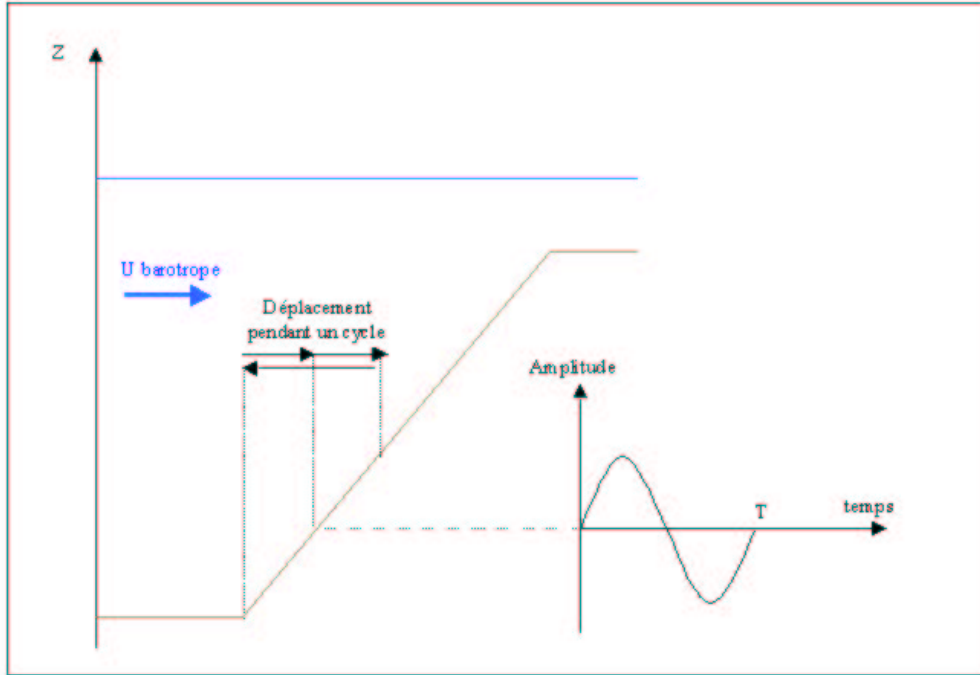 Z
U barotrope
Déplacement
pendant un cycle
Amplitude
T
temps